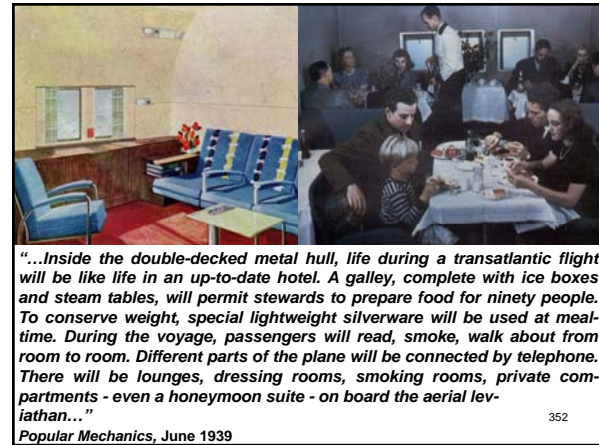 “…Inside the double-decked metal hull, life during a transatlantic flight
will be like life in an up-to-date hotel. A galley, complete with ice boxes
and steam tables, will permit stewards to prepare food for ninety people.
To conserve weight, special lightweight silverware will be used at meal-
time. During the voyage, passengers will read, smoke, walk about from
room to room. Different parts of the plane will be connected by telephone.
There will be lounges, dressing rooms, smoking rooms, private com-
partments - even a honeymoon suite - on board the aerial lev-
iathan…”
352
Popular Mechanics, June 1939